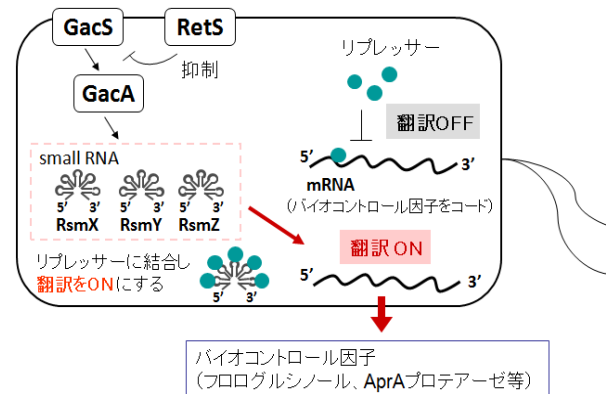 GacS
RetS
抑制
GacA
small RNA
5’ 3’ 5’ 3’ 5’ 3’
RsmX RsmY RsmZ
リプレッサーに結合し
翻訳をONにする
5’ 3’
リプレッサー
翻訳OFF
5’ 3’
mRNA
(バイオコントロール因子をコード)
翻訳 ON
5’ 3’
バイオコントロール因子
(フロログルシノール、AprAプロテアーゼ等)